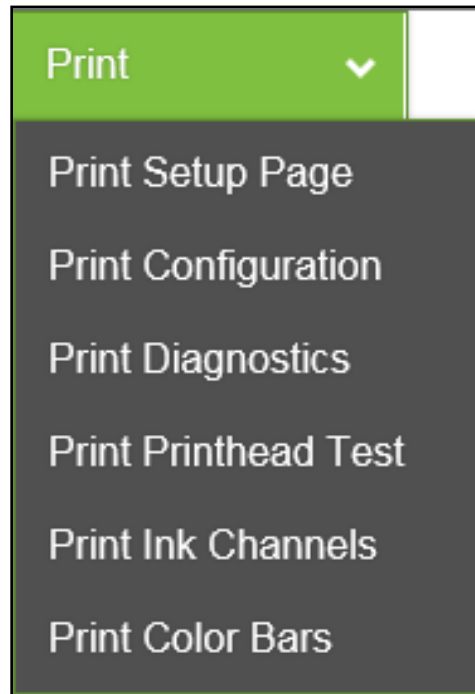 Print
Print Setup Page
Print Configuration
Print Diagnostics
Print Printhead Test
Print Ink Channels
Print Color Bars